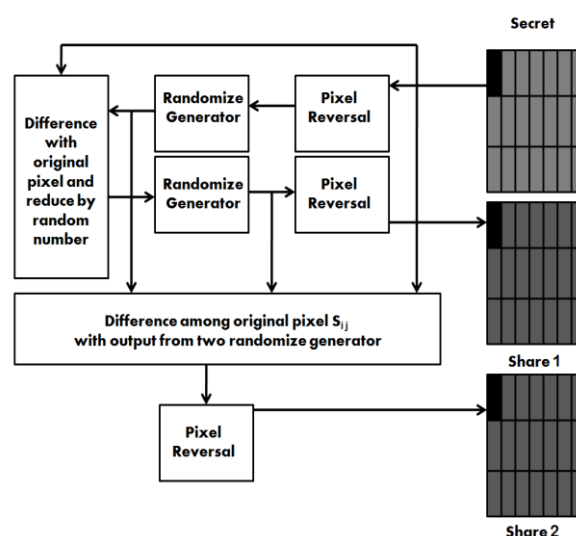 Secret
Difference
with
original
pixel and
reduce by
random
number
Randomize
Generator
Pixel
Reversal
Randomize
Generator
Pixel
Reversal
Difference among original pixel Sij
with output from two randomize generator
Share 1
Pixel
Reversal
Share 2